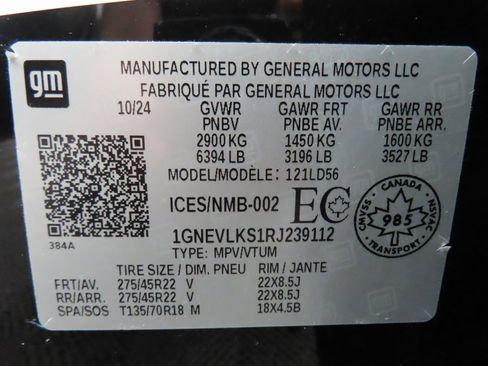 gm
MANUFACTURED BY GENERAL MOTORS LLC
FABRIQUÉ PAR GENERAL MOTORS LLC
10/24 GVWR GAWR FRT GAWR RR
PNBV PNBE AV. PNBE ARR.
2900 KG 1450 KG 1600 KG
6394 LB 3196 LB 3527 LB
MODEL/MODÈLE: 121LD56
ICES/NMB-002 EC
384A
1GNEVLKS1RJ239112
TYPE: MPV/VTUM
CANADA
CMVSS 985 NSVAC
TRANSPORT
TIRE SIZE / DIM. PNEU RIM / JANTE
FRT/AV. 275/45R22 V 22X8.5J
RR/ARR. 275/45R22 V 22X8.5J
SPA/SOS T135/70R18 M 18X4.5B